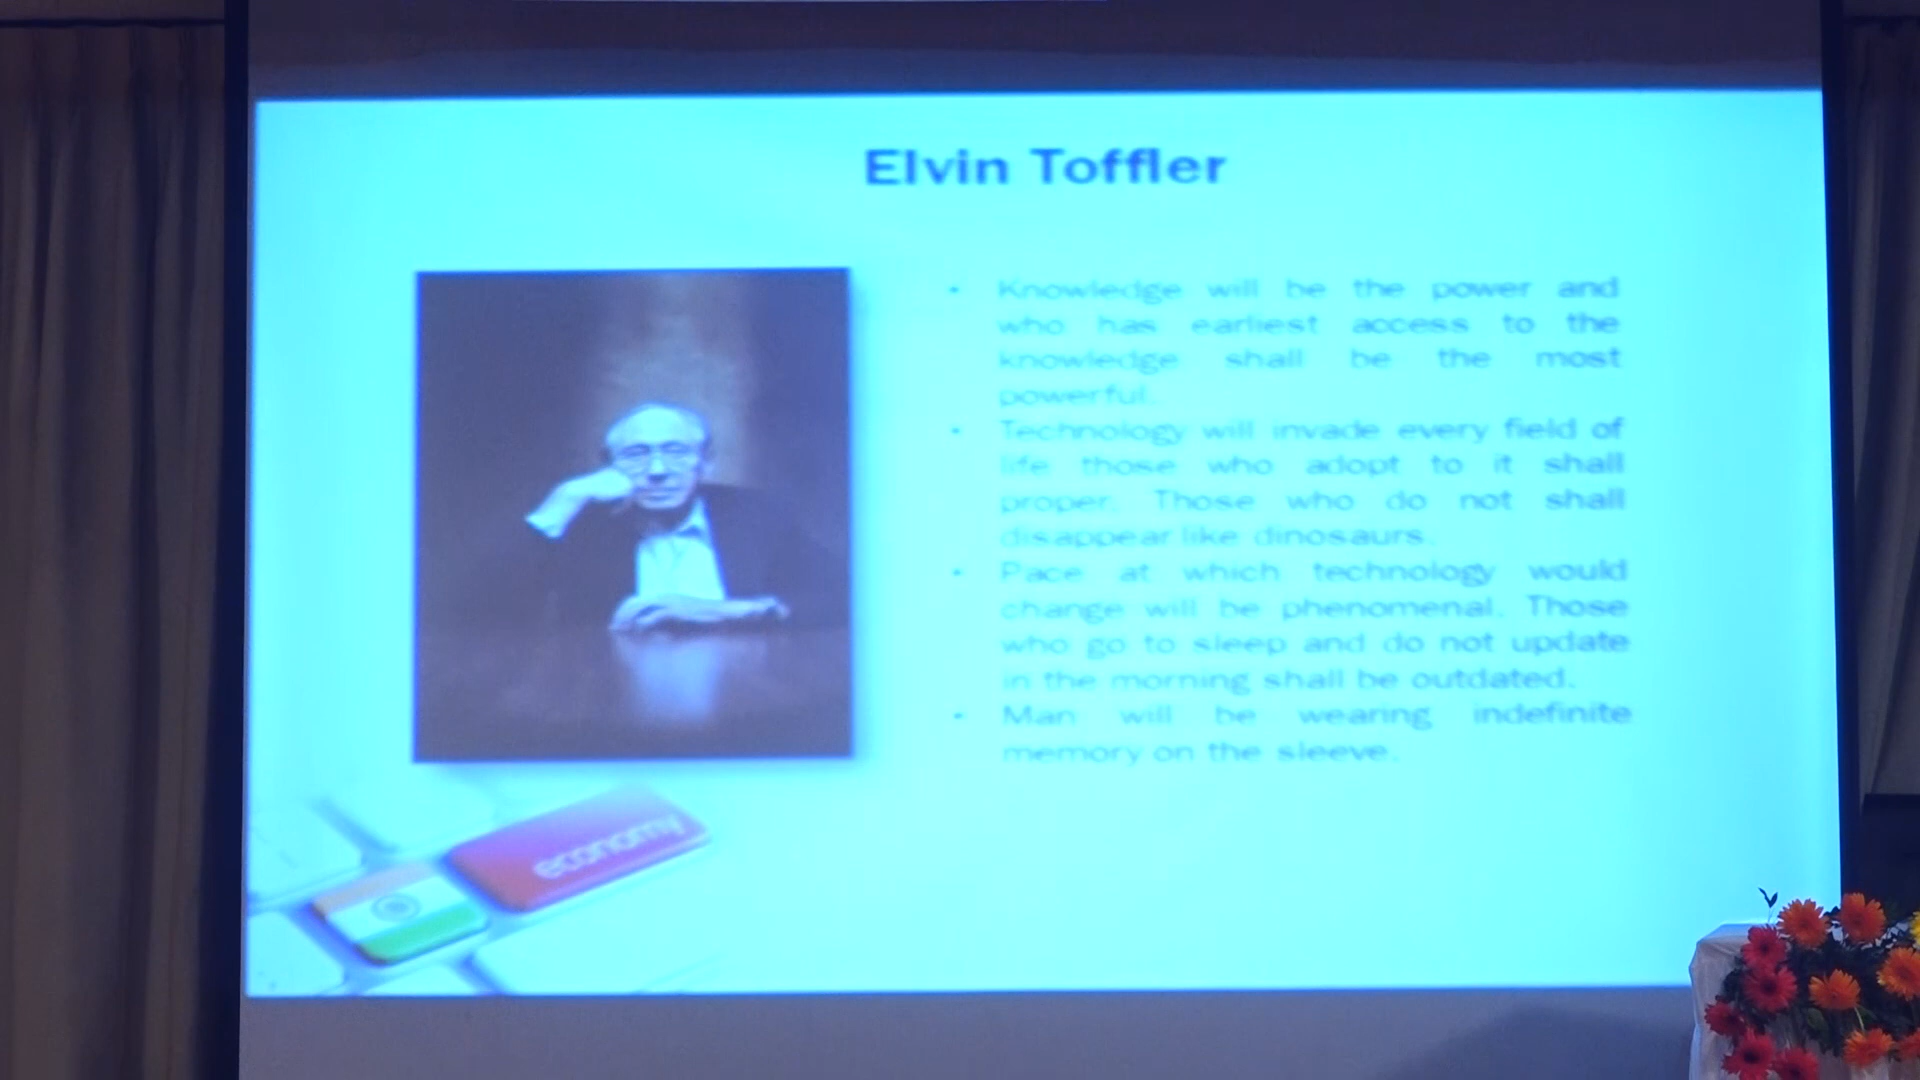 Elvin Toffler
• Knowledge will be the power and
who has earliest access to the
knowledge shall be the most
powerful.
• Technology will invade every field of
life those who adopt to it shall
proper. Those who do not shall
disappear like dinosaurs.
• Pace at which technology would
change will be phenomenal. Those
who go to sleep and do not update
in the morning shall be outdated.
• Man will be wearing indefinite
memory on the sleeve.
economy